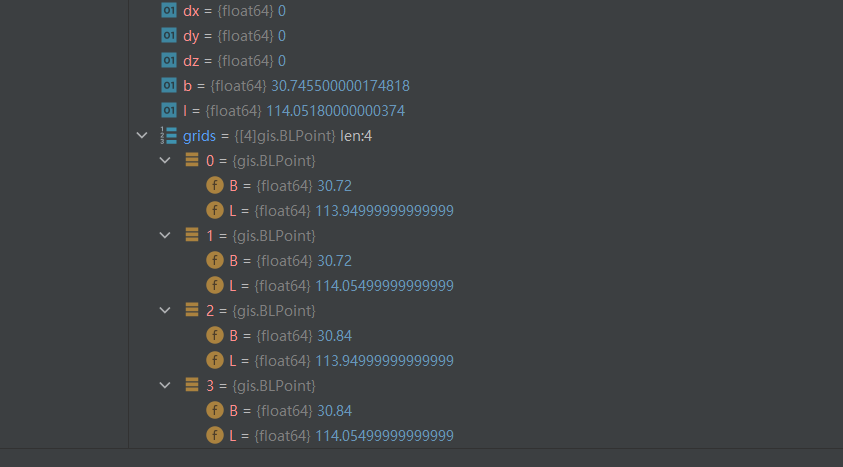 01 dx = {float64} 0
01 dy = {float64} 0
01 dz = {float64} 0
01 b = {float64} 30.745500000174818
01 l = {float64} 114.05180000000374
1 2 3 grids = {[4]gis.BLPoint} len:4
0 = {gis.BLPoint}
f B = {float64} 30.72
f L = {float64} 113.94999999999999
1 = {gis.BLPoint}
f B = {float64} 30.72
f L = {float64} 114.05499999999999
2 = {gis.BLPoint}
f B = {float64} 30.84
f L = {float64} 113.94999999999999
3 = {gis.BLPoint}
f B = {float64} 30.84
f L = {float64} 114.05499999999999